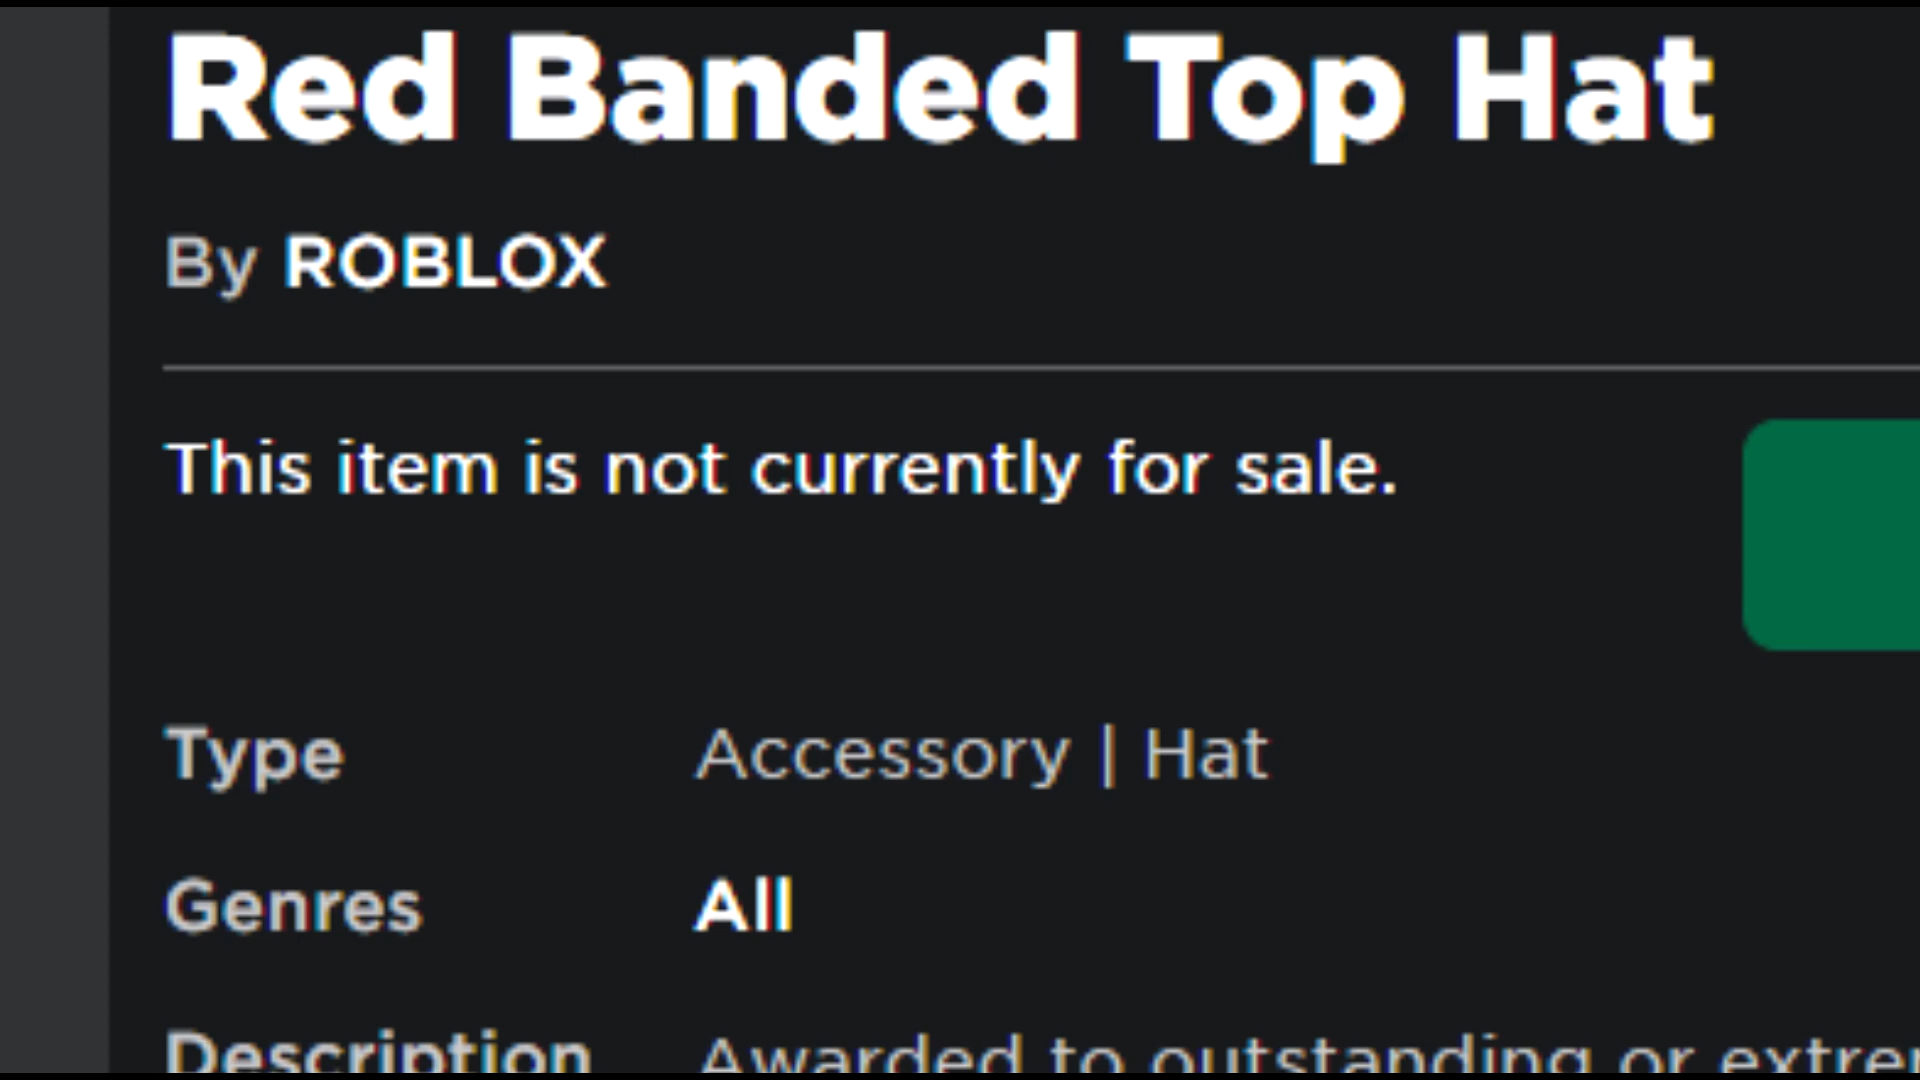 Red Banded Top Hat
By ROBLOX
This item is not currently for sale.
Type Accessory | Hat
Genres All
Description Awarded to outstanding or